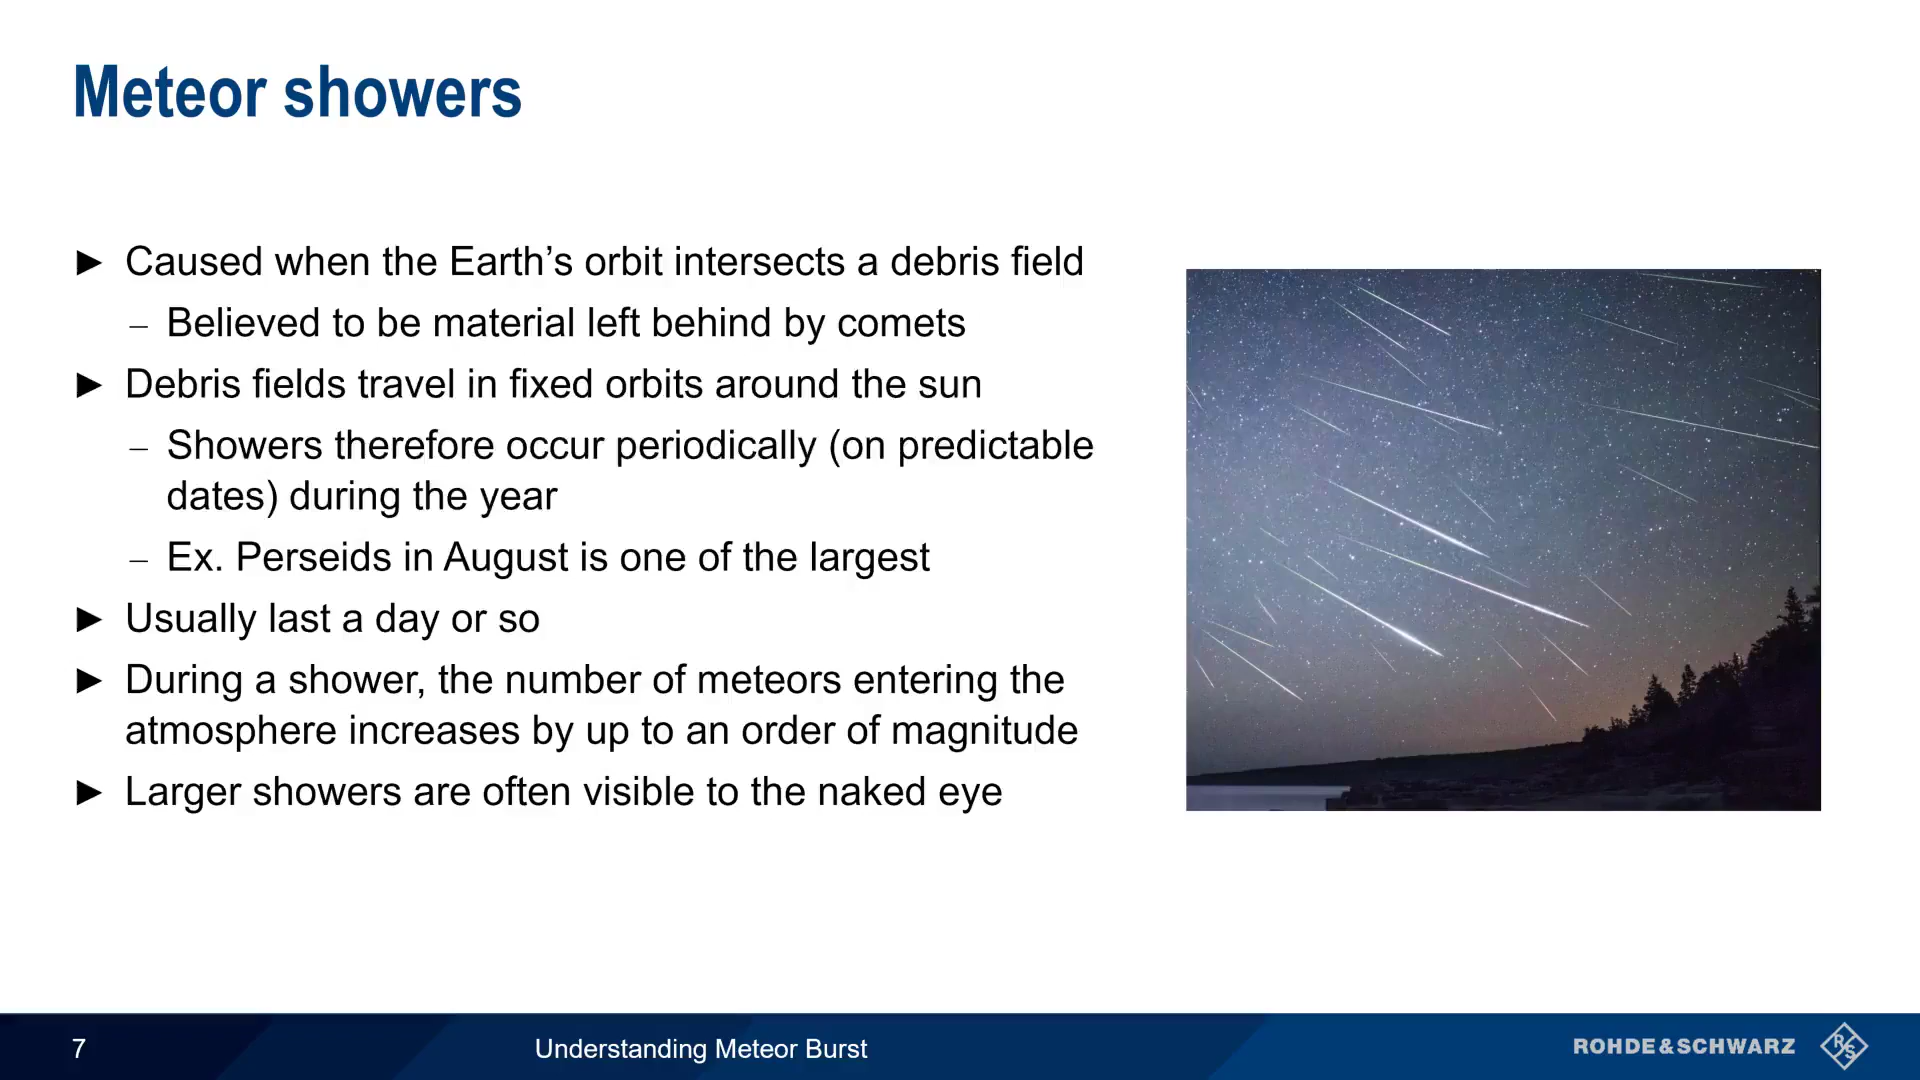 Meteor showers
► Caused when the Earth’s orbit intersects a debris field
– Believed to be material left behind by comets
► Debris fields travel in fixed orbits around the sun
– Showers therefore occur periodically (on predictable
dates) during the year
– Ex. Perseids in August is one of the largest
► Usually last a day or so
► During a shower, the number of meteors entering the
atmosphere increases by up to an order of magnitude
► Larger showers are often visible to the naked eye
7
Understanding Meteor Burst
ROHDE&SCHWARZ
R/S